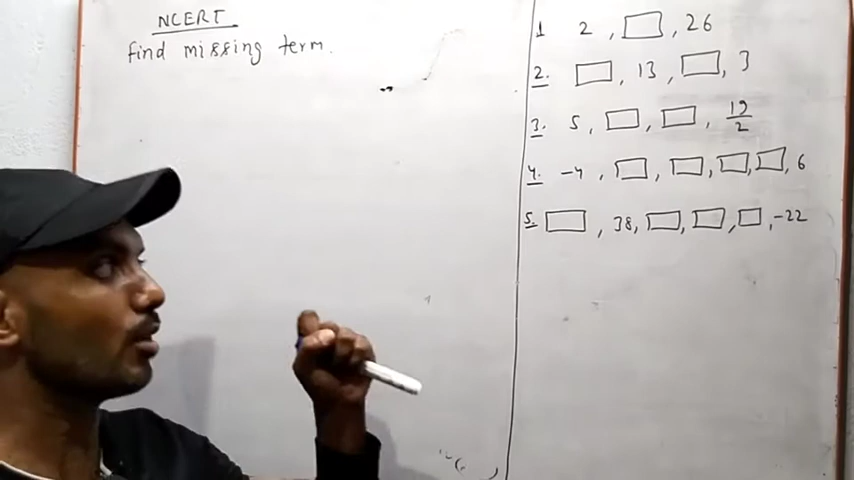 NCERT
find missing term.
1 2 , □ , 26
2. □ , 13 , □ , 3
3. 5 , □ , □ , 19/2
4. -4 , □ , □ , □ , □ , 6
5. □ , 38, □ , □ , □ , -22